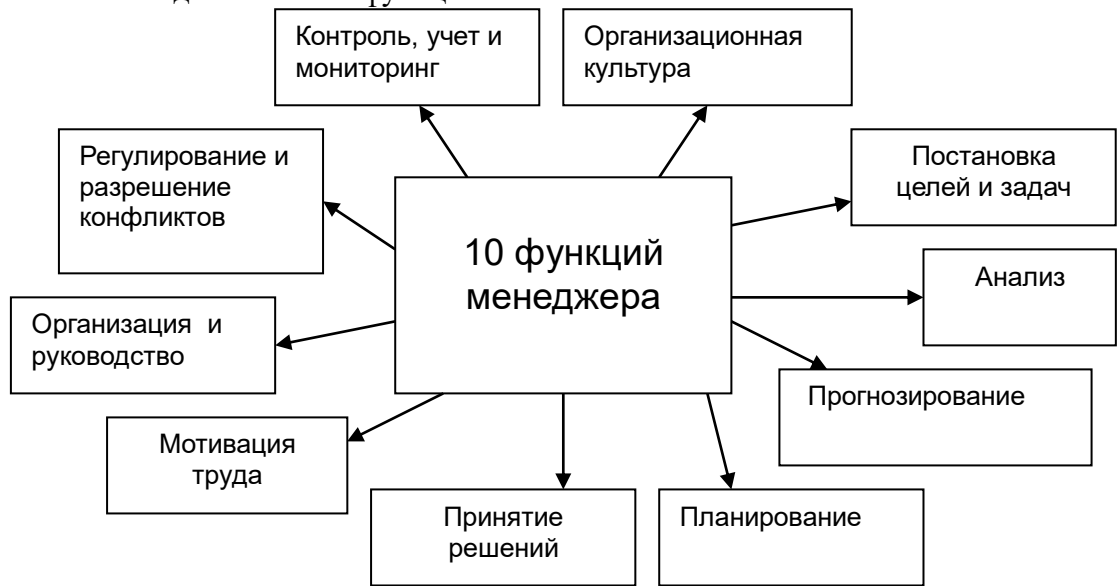 Контроль, учет и
мониторинг
Организационная
культура
Регулирование и
разрешение
конфликтов
Постановка
целей и задач
10 функций
менеджера
Анализ
Организация и
руководство
Прогнозирование
Мотивация
труда
Принятие
решений
Планирование